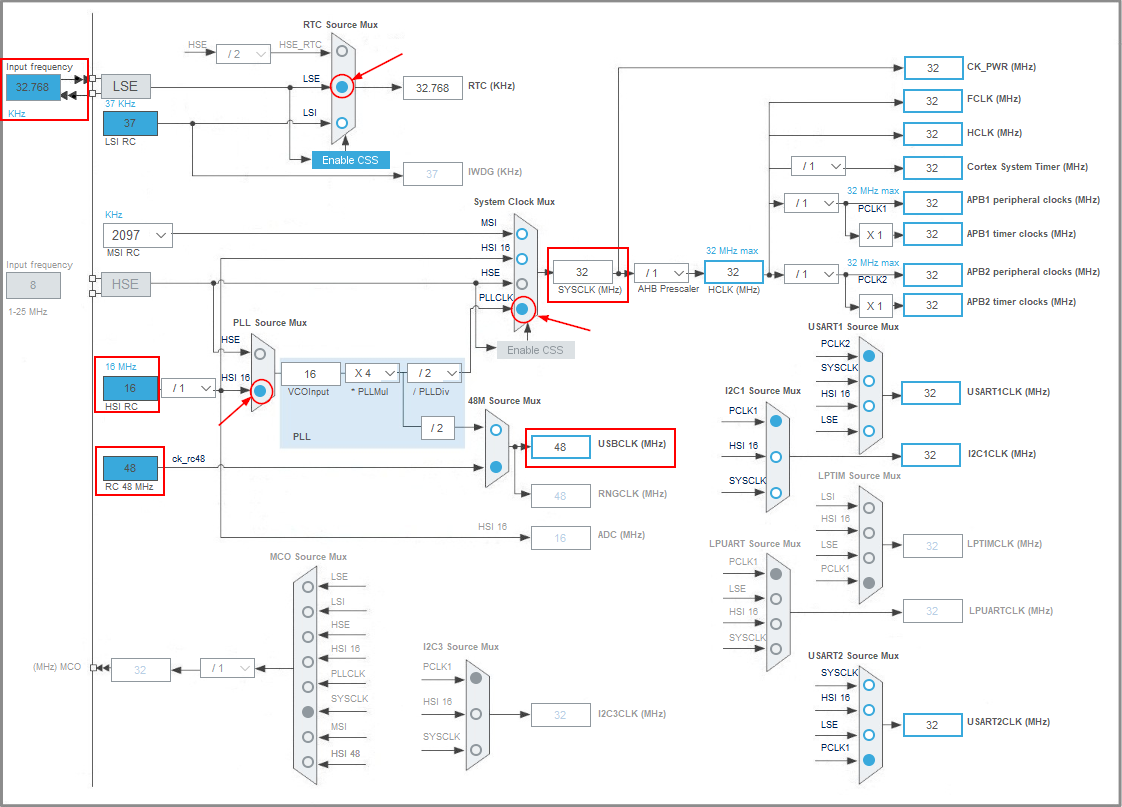 RTC Source Mux
HSE
/ 2
HSE_RTC
Input frequency
32.768
KHz
LSE
LSE
32.768
RTC (KHz)
37 KHz
37
LSI RC
LSI
Enable CSS
37
IWDG (KHz)
32
CK_PWR (MHz)
32
FCLK (MHz)
32
HCLK (MHz)
/ 1
32
Cortex System Timer (MHz)
32 MHz max
/ 1
PCLK1
32
APB1 peripheral clocks (MHz)
X 1
32
APB1 timer clocks (MHz)
System Clock Mux
KHz
2097
MSI RC
MSI
HSI 16
HSE
PLLCLK
Input frequency
8
1-25 MHz
HSE
32
SYSCLK (MHz)
/ 1
AHB Prescaler
32 MHz max
32
HCLK (MHz)
32 MHz max
/ 1
PCLK2
32
APB2 peripheral clocks (MHz)
X 1
32
APB2 timer clocks (MHz)
Enable CSS
PLL Source Mux
HSE
HSI 16
16 MHz
16
HSI RC
/ 1
16
VCOInput
X 4
* PLLMul
/ 2
/ PLLDiv
/ 2
PLL
48M Source Mux
48
RC 48 MHz
ck_rc48
48
USBCLK (MHz)
48
RNGCLK (MHz)
HSI 16
16
ADC (MHz)
USART1 Source Mux
PCLK2
SYSCLK
HSI 16
LSE
32
USART1CLK (MHz)
I2C1 Source Mux
PCLK1
HSI 16
SYSCLK
32
I2C1CLK (MHz)
LPTIM Source Mux
LSI
HSI 16
LSE
PCLK1
32
LPTIMCLK (MHz)
LPUART Source Mux
PCLK1
LSE
HSI 16
SYSCLK
32
LPUARTCLK (MHz)
MCO Source Mux
LSE
LSI
HSE
HSI 16
PLLCLK
SYSCLK
MSI
HSI 48
(MHz) MCO
32
/ 1
I2C3 Source Mux
PCLK1
HSI 16
SYSCLK
32
I2C3CLK (MHz)
USART2 Source Mux
SYSCLK
HSI 16
LSE
PCLK1
32
USART2CLK (MHz)